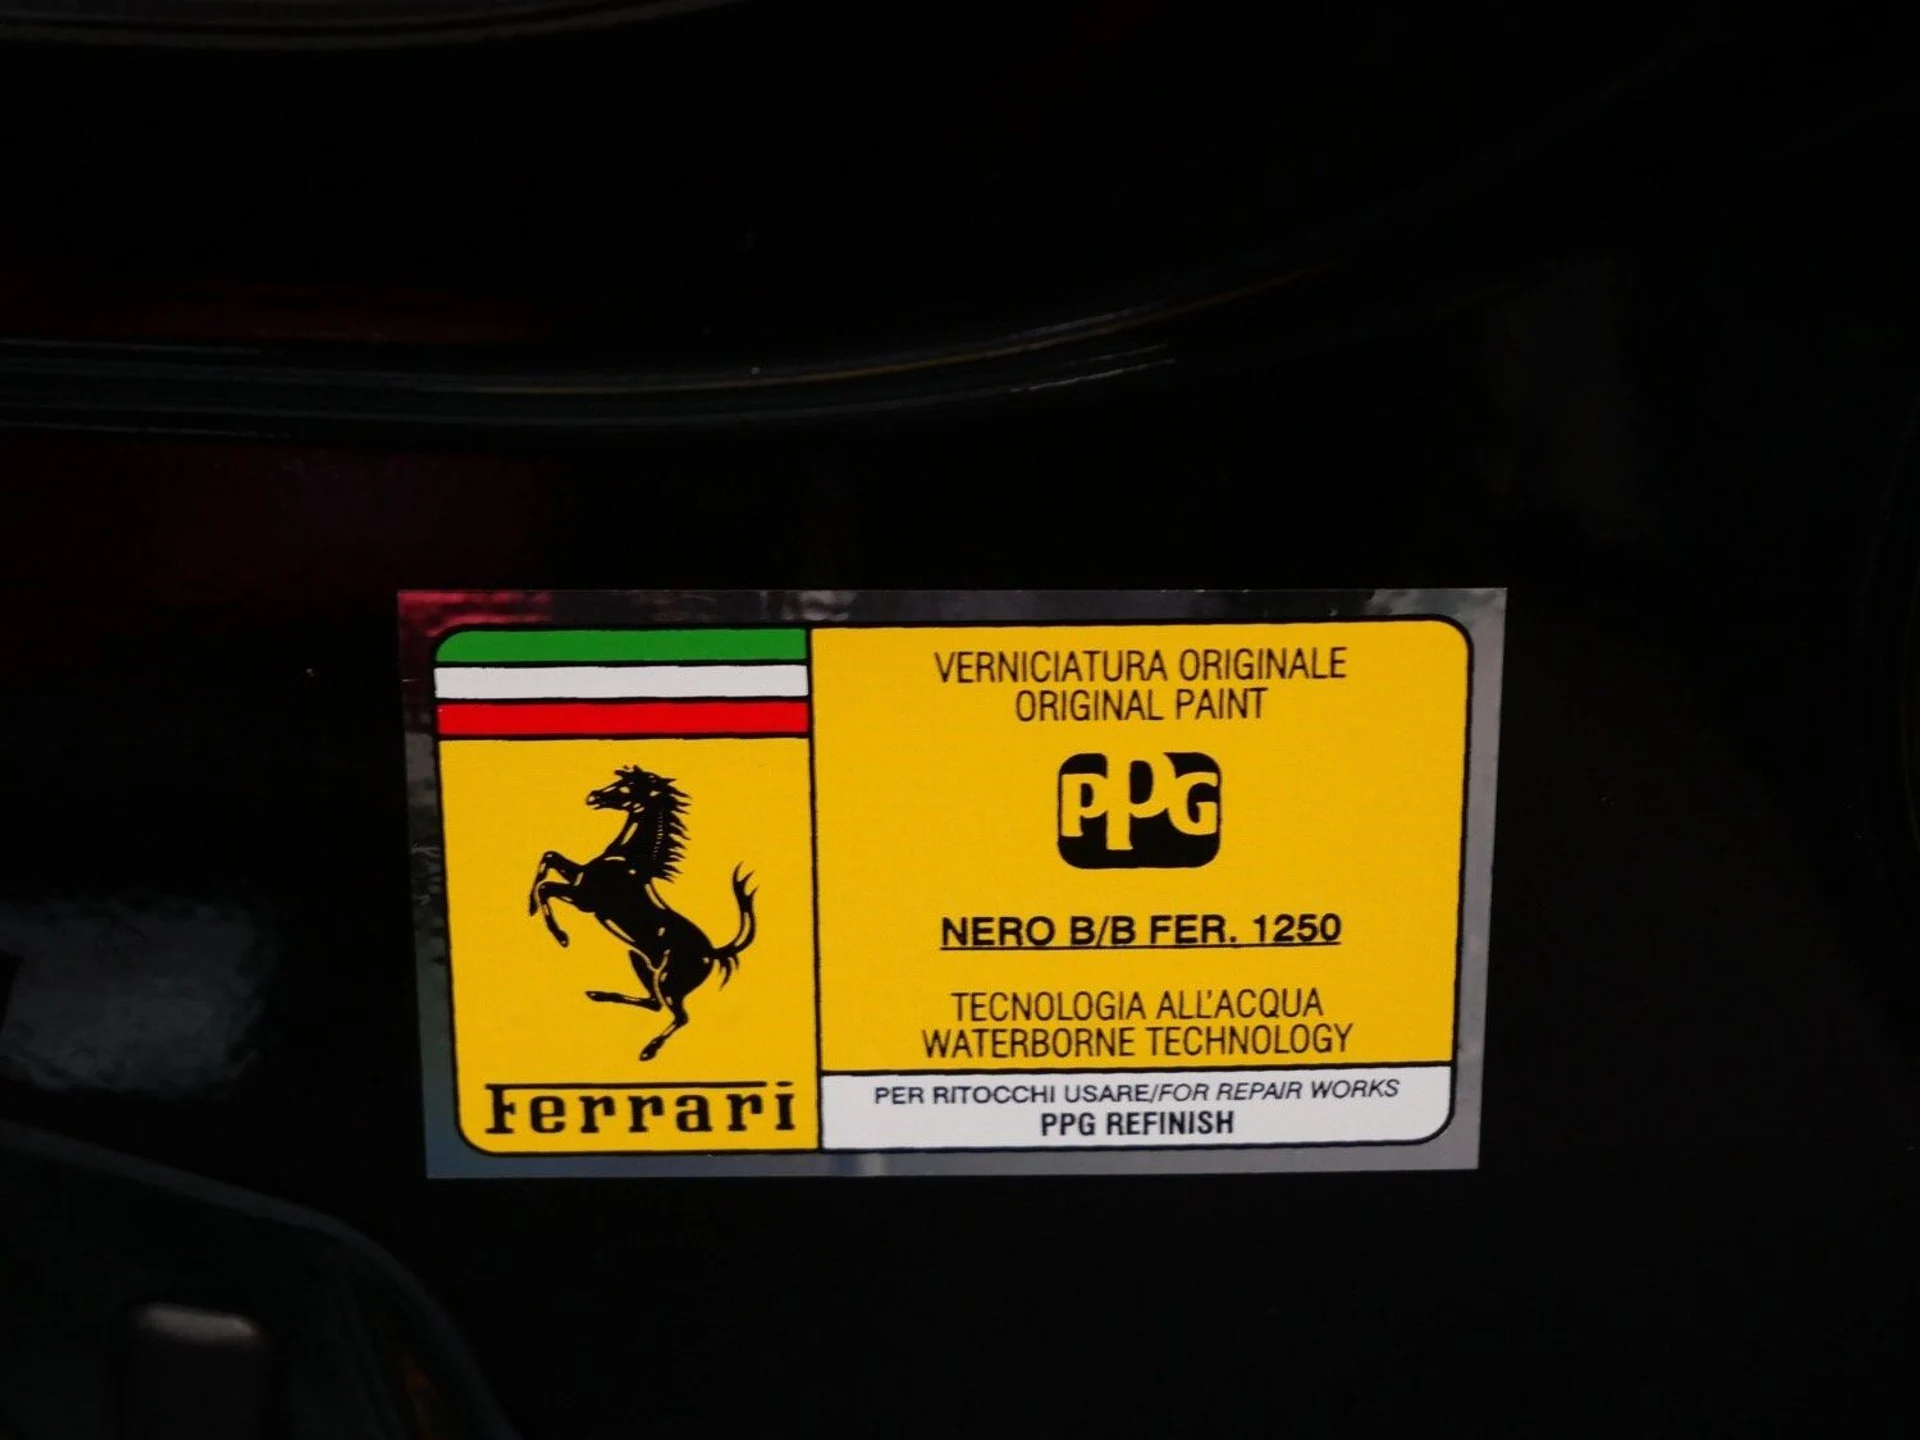 Ferrari
VERNICIATURA ORIGINALE
ORIGINAL PAINT
PPG
NERO B/B FER. 1250
TECNOLOGIA ALL'ACQUA
WATERBORNE TECHNOLOGY
PER RITOCCHI USARE/FOR REPAIR WORKS
PPG REFINISH